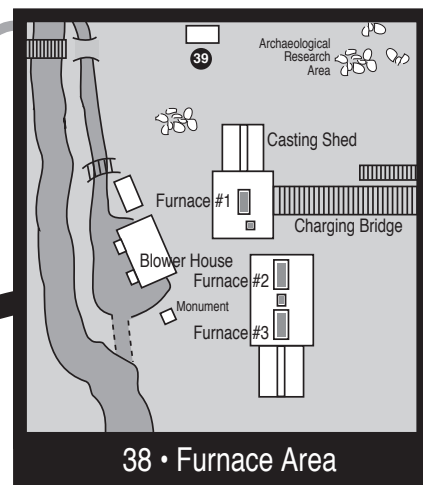 39
Archaeological
Research
Area
Casting Shed
Furnace #1
Charging Bridge
Blower House
Furnace #2
Monument
Furnace #3
38 • Furnace Area